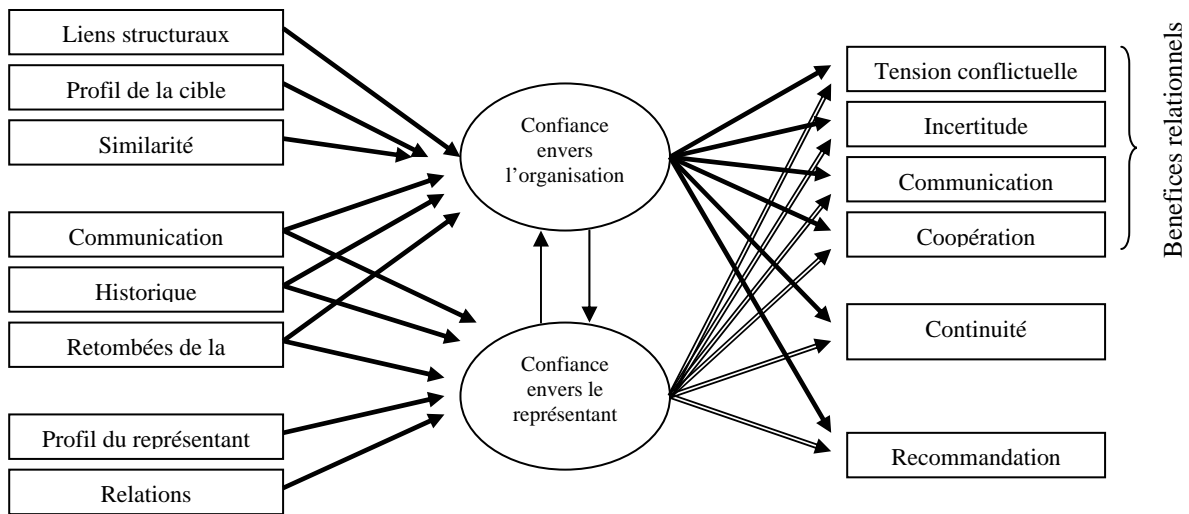 Liens structuraux
Profil de la cible
Similarité
Communication
Historique
Retombées de la
Profil du représentant
Relations
Confiance
envers
l'organisation
Confiance
envers le
représentant
Tension conflictuelle
Incertitude
Communication
Coopération
Continuité
Recommandation
Benefices relationnels